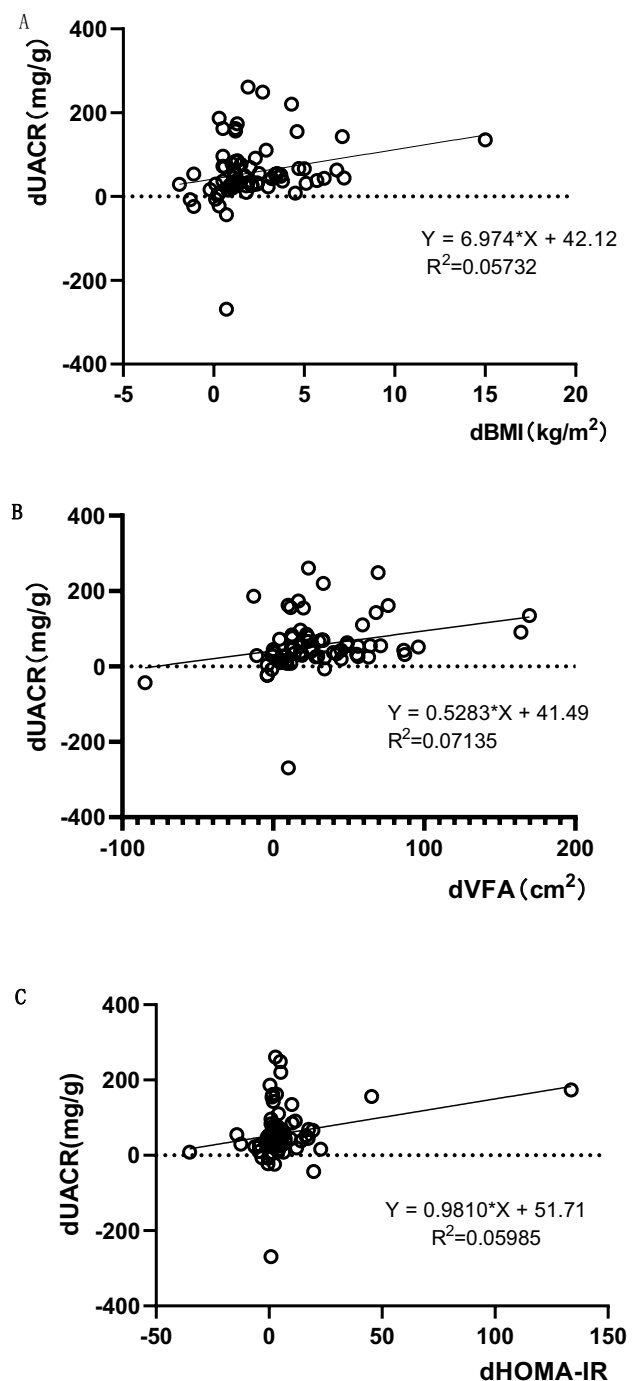 A
dUACR(mg/g)
400
200
0
-200
-400
Y = 6.974*X + 42.12
R²=0.05732
-5
0
5
10
15
20
dBMI(kg/m²)
B
dUACR(mg/g)
400
200
0
-200
-400
Y = 0.5283*X + 41.49
R²=0.07135
-100
0
100
200
dVFA(cm²)
C
dUACR(mg/g)
400
200
0
-200
-400
Y = 0.9810*X + 51.71
R²=0.05985
-50
0
50
100
150
dHOMA-IR